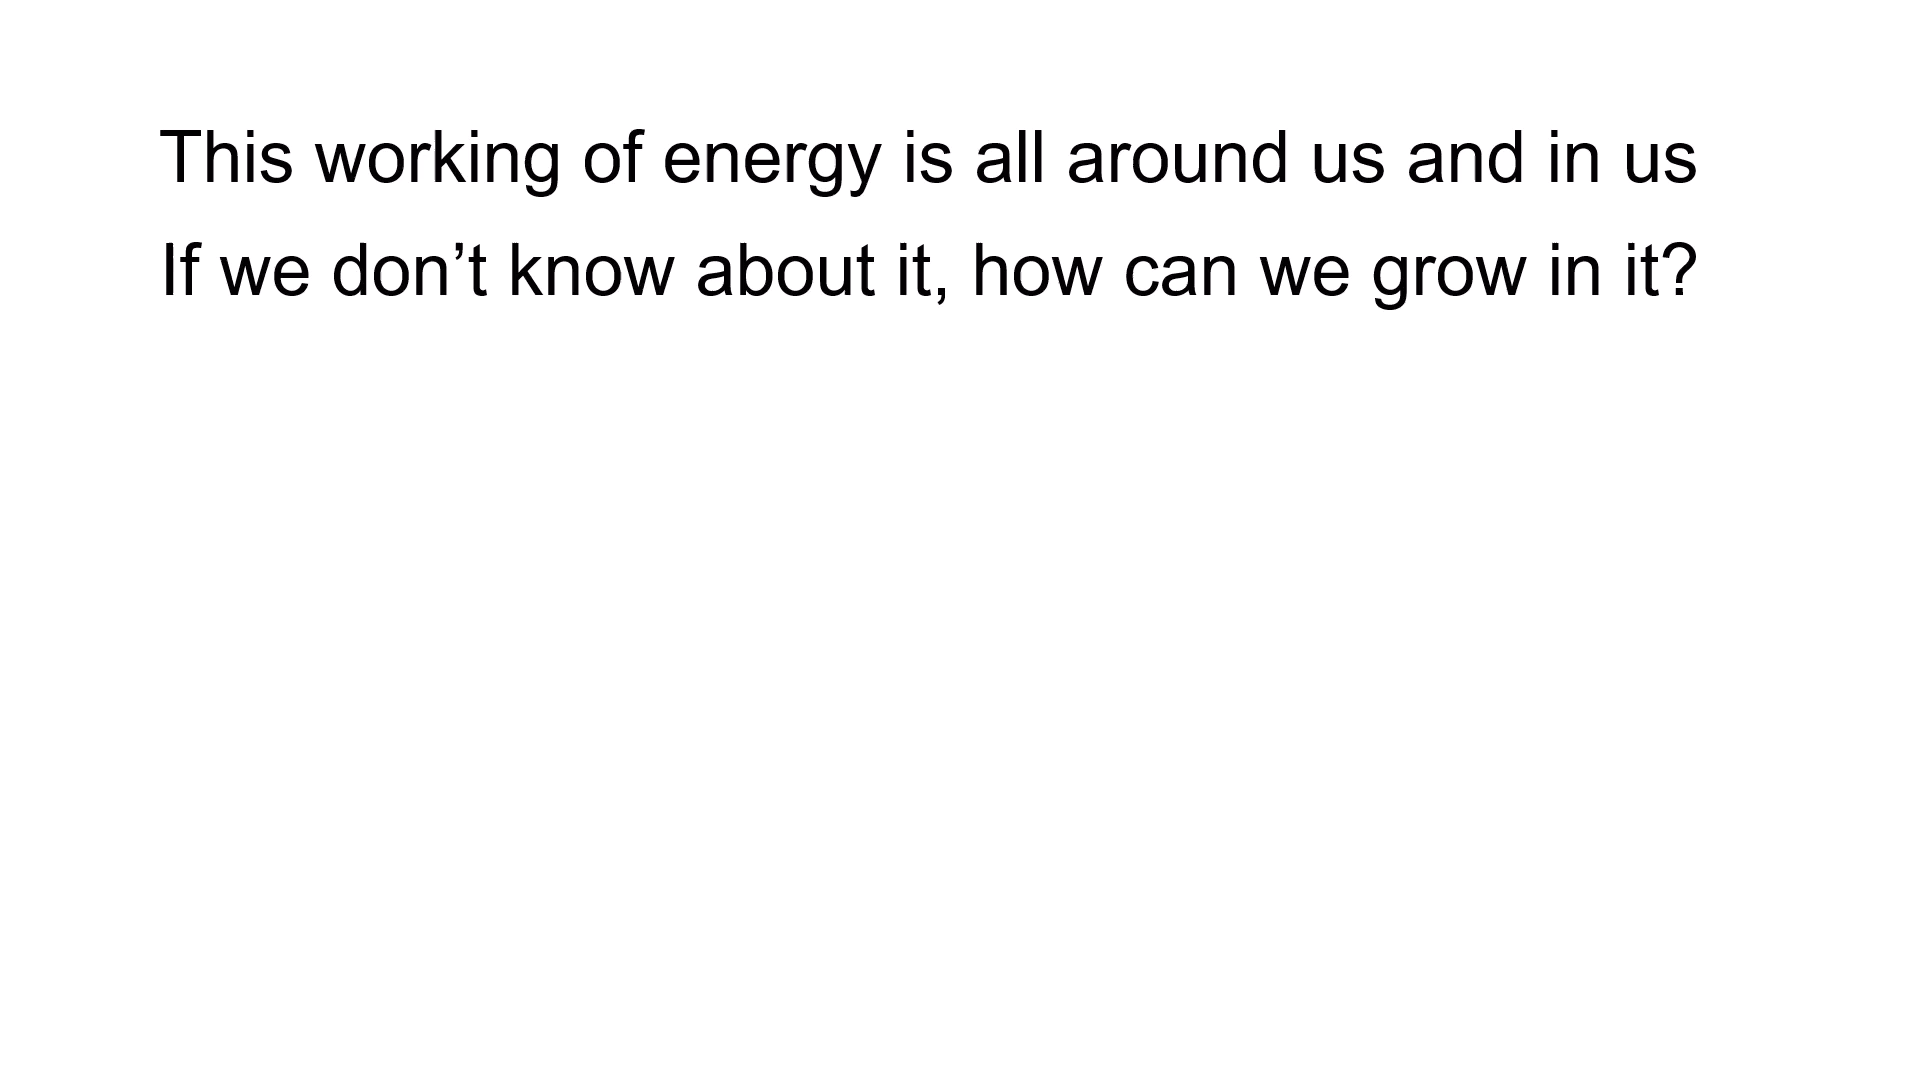 This working of energy is all around us and in us
If we don’t know about it, how can we grow in it?